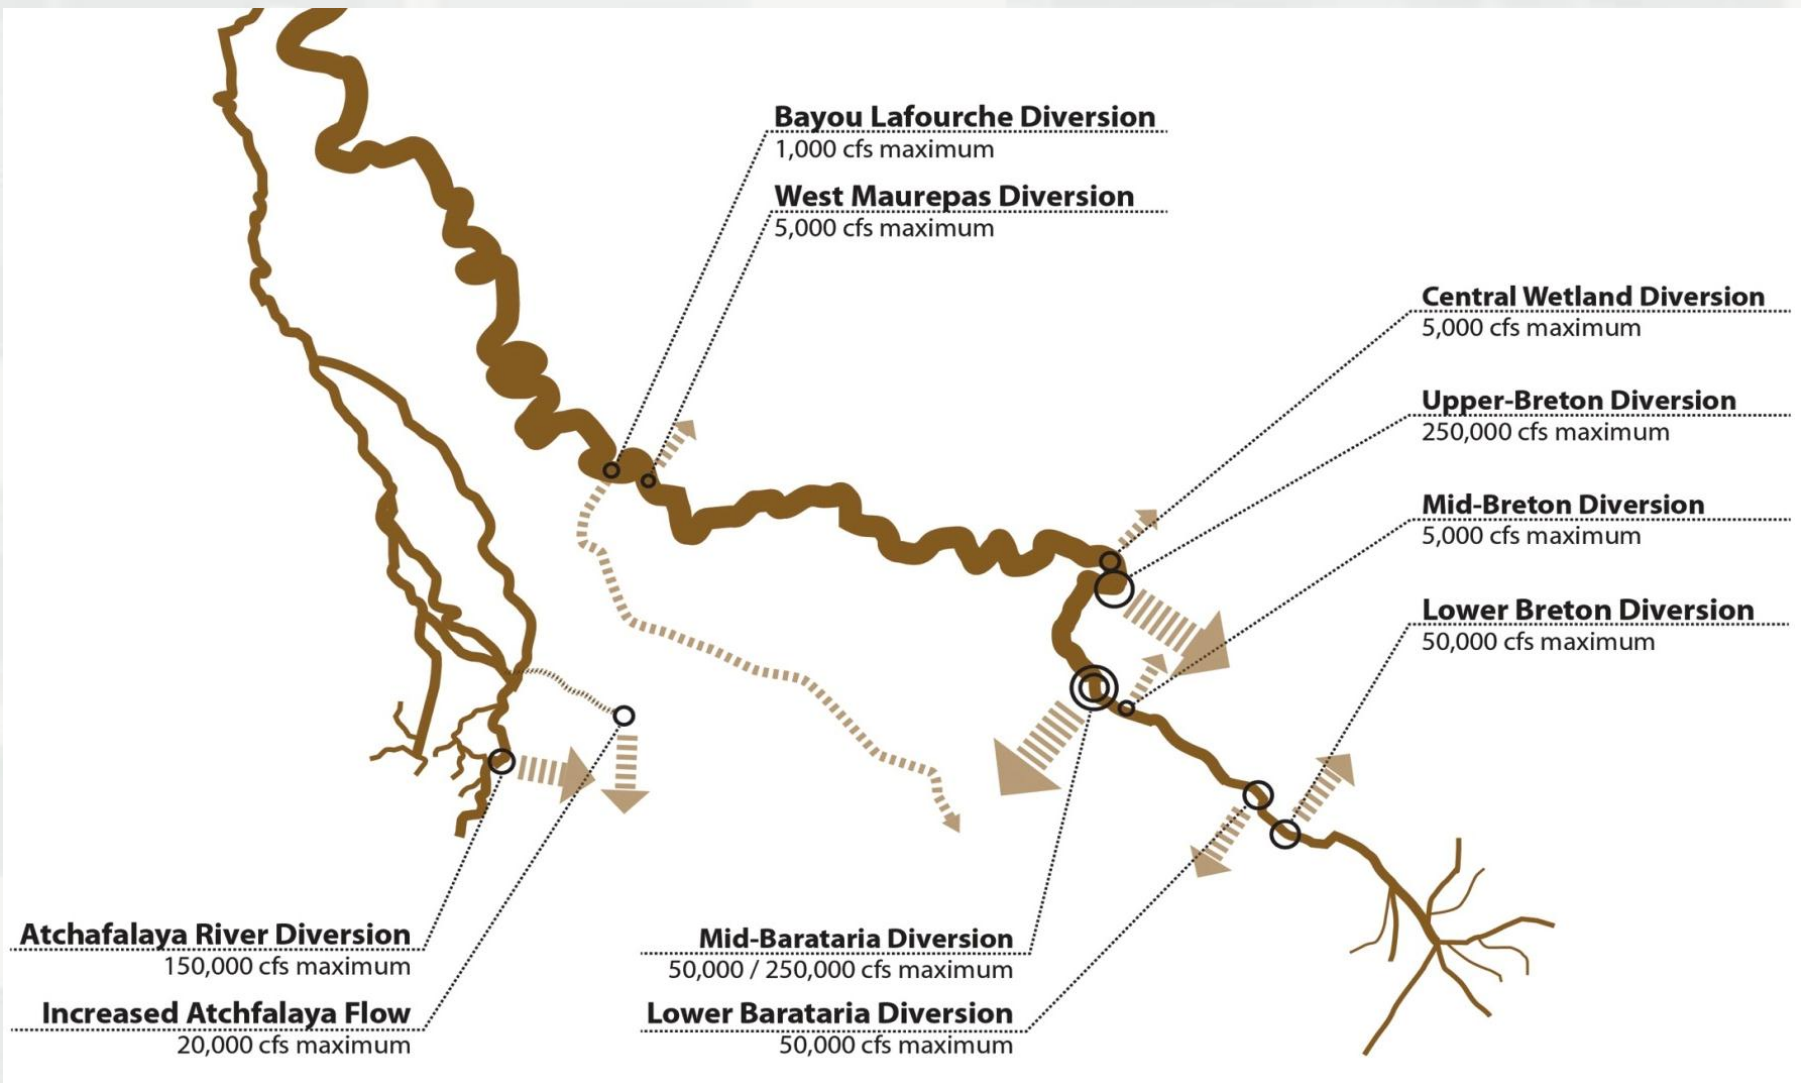 Bayou Lafourche Diversion
1,000 cfs maximum
West Maurepas Diversion
5,000 cfs maximum
Central Wetland Diversion
5,000 cfs maximum
Upper-Breton Diversion
250,000 cfs maximum
Mid-Breton Diversion
5,000 cfs maximum
Lower Breton Diversion
50,000 cfs maximum
Atchafalaya River Diversion
150,000 cfs maximum
Increased Atchfalaya Flow
20,000 cfs maximum
Mid-Barataria Diversion
50,000 / 250,000 cfs maximum
Lower Barataria Diversion
50,000 cfs maximum